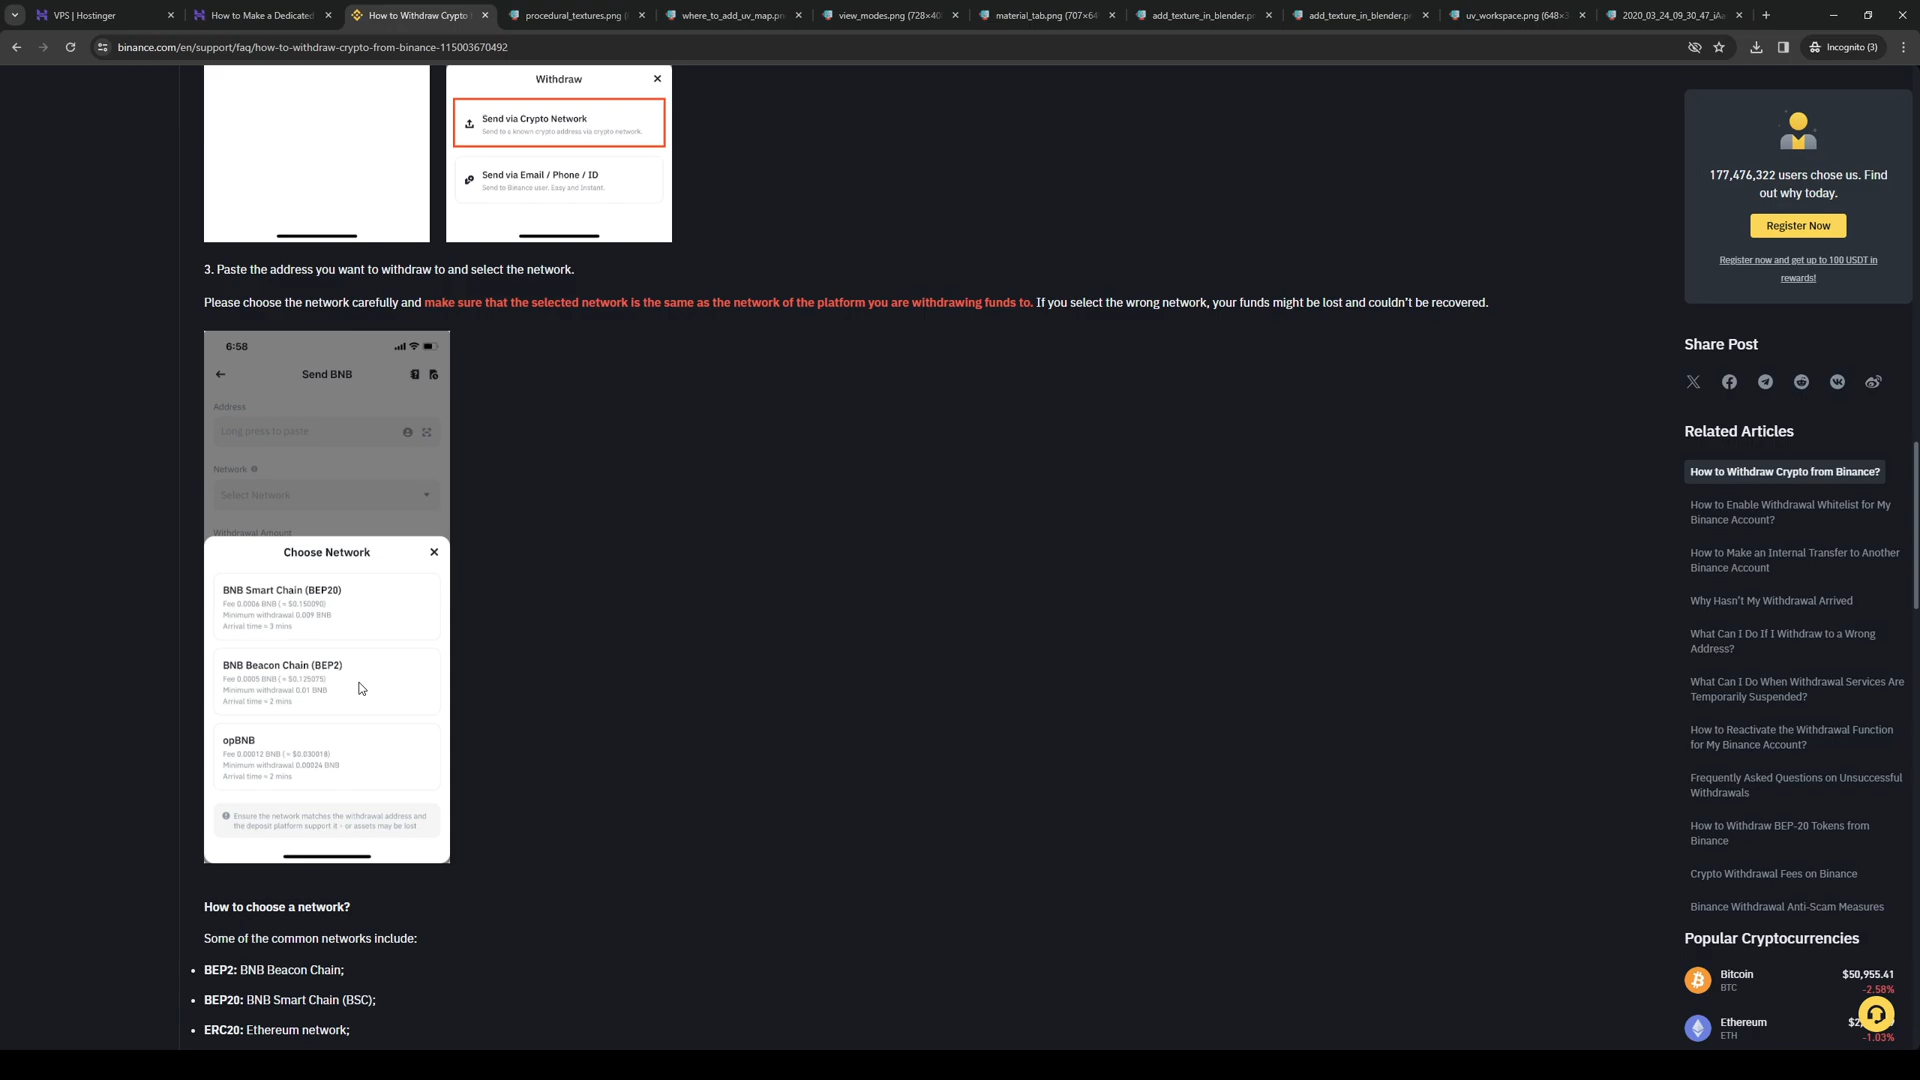 VPS | Hostinger
How to Make a Dedicated
How to Withdraw Crypto
procedural_textures.png
where_to_add_uv_map.pn
view_modes.png (728×40
material_tab.png (707×64
add_texture_in_blender.pn
add_texture_in_blender.pn
uv_workspace.png (648×3
2020_03_24_09_30_47_iAa
binance.com/en/support/faq/how-to-withdraw-crypto-from-binance-115003670492
Incognito (3)
Withdraw
Send via Crypto Network
Send to a known crypto address via crypto network.
Send via Email / Phone / ID
Send to Binance user. Easy and Instant.
3. Paste the address you want to withdraw to and select the network.
Please choose the network carefully and make sure that the selected network is the same as the network of the platform you are withdrawing funds to. If you select the wrong network, your funds might be lost and couldn't be recovered.
6:58
Send BNB
Address
Long press to paste
Network
Select Network
Withdrawal Amount
Choose Network
BNB Smart Chain (BEP20)
Fee 0.0006 BNB (≈ $0.150090)
Minimum withdrawal 0.009 BNB
Arrival time ≈ 3 mins
BNB Beacon Chain (BEP2)
Fee 0.0005 BNB (≈ $0.125075)
Minimum withdrawal 0.01 BNB
Arrival time ≈ 2 mins
opBNB
Fee 0.00012 BNB (≈ $0.030018)
Minimum withdrawal 0.00024 BNB
Arrival time ≈ 2 mins
Ensure the network matches the withdrawal address and
the deposit platform support it - or assets may be lost
How to choose a network?
Some of the common networks include:
• BEP2: BNB Beacon Chain;
• BEP20: BNB Smart Chain (BSC);
• ERC20: Ethereum network;
177,476,322 users chose us. Find
out why today.
Register Now
Register now and get up to 100 USDT in
rewards!
Share Post
Related Articles
How to Withdraw Crypto from Binance?
How to Enable Withdrawal Whitelist for My
Binance Account?
How to Make an Internal Transfer to Another
Binance Account
Why Hasn't My Withdrawal Arrived
What Can I Do If I Withdraw to a Wrong
Address?
What Can I Do When Withdrawal Services Are
Temporarily Suspended?
How to Reactivate the Withdrawal Function
for My Binance Account?
Frequently Asked Questions on Unsuccessful
Withdrawals
How to Withdraw BEP-20 Tokens from
Binance
Crypto Withdrawal Fees on Binance
Binance Withdrawal Anti-Scam Measures
Popular Cryptocurrencies
Bitcoin $50,955.41
BTC -2.58%
Ethereum
ETH -1.03%